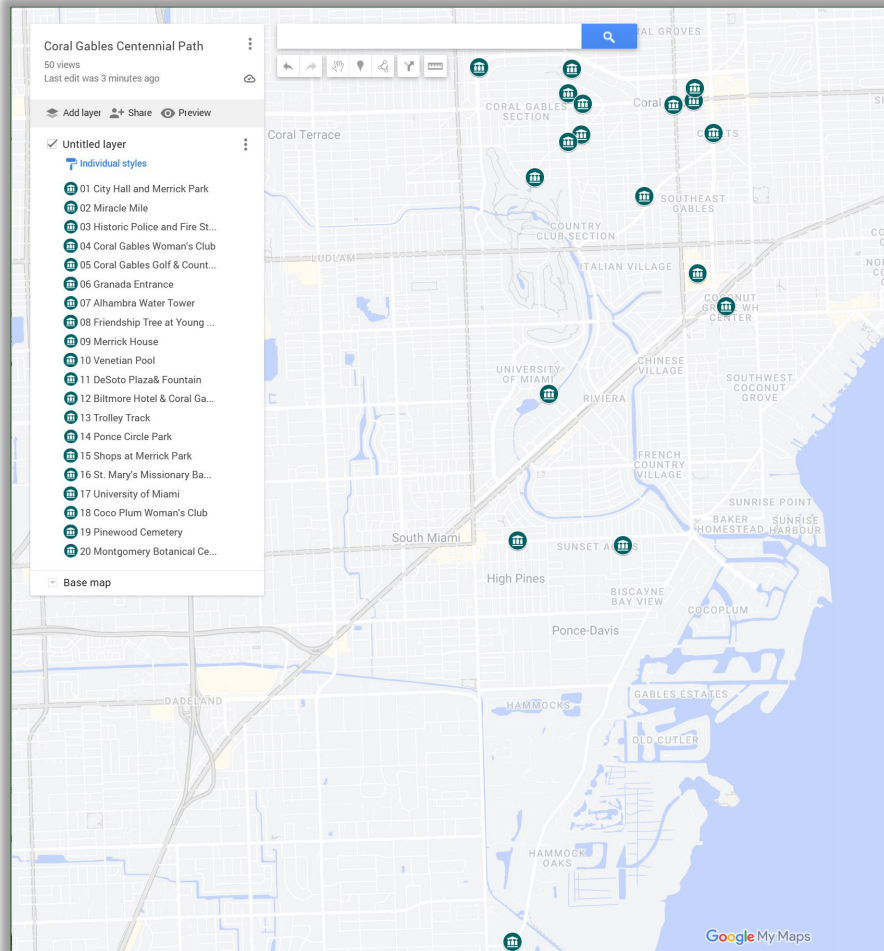 Coral Gables Centennial Path
50 views
Last edit was 3 minutes ago
Add layer Share Preview
Untitled layer
Individual styles
01 City Hall and Merrick Park
02 Miracle Mile
03 Historic Police and Fire St...
04 Coral Gables Woman's Club
05 Coral Gables Golf & Count...
06 Granada Entrance
07 Alhambra Water Tower
08 Friendship Tree at Young ...
09 Merrick House
10 Venetian Pool
11 DeSoto Plaza& Fountain
12 Biltmore Hotel & Coral Ga...
13 Trolley Track
14 Ponce Circle Park
15 Shops at Merrick Park
16 St. Mary's Missionary Ba...
17 University of Miami
18 Coco Plum Woman's Club
19 Pinewood Cemetery
20 Montgomery Botanical Ce...
Base map
GROVES
CORAL GABLES
SECTION
Coral
Coral Terrace
SOUTHEAST
GABLES
COUNTRY
CLUB SECTION
LUDLAM
ITALIAN VILLAGE
COCONUT
GROVE
CENTER
CHINESE
VILLAGE
UNIVERSITY
OF MIAMI
RIVIERA
SOUTHWEST
COCONUT
GROVE
FRENCH
COUNTRY
VILLAGE
SUNRISE POINT
BAKER
HOMESTEAD
SUNRISE
HARBOUR
South Miami
SUNSET
High Pines
BISCAYNE
BAY VIEW
COCOPLUM
Ponce-Davis
DADELAND
HAMMOCKS
GABLES ESTATES
OLD CUTLER
HAMMOCK
OAKS
Google My Maps